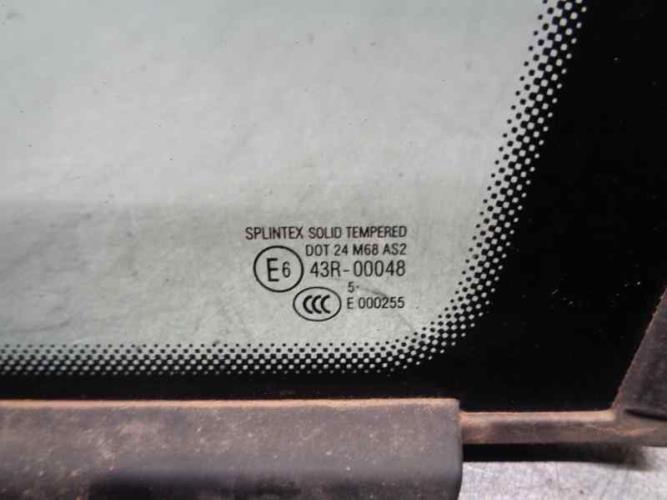 SPLINTEX SOLID TEMPERED
DOT 24 M68 AS2
E6 43R-00048
5·
CCC E 000255